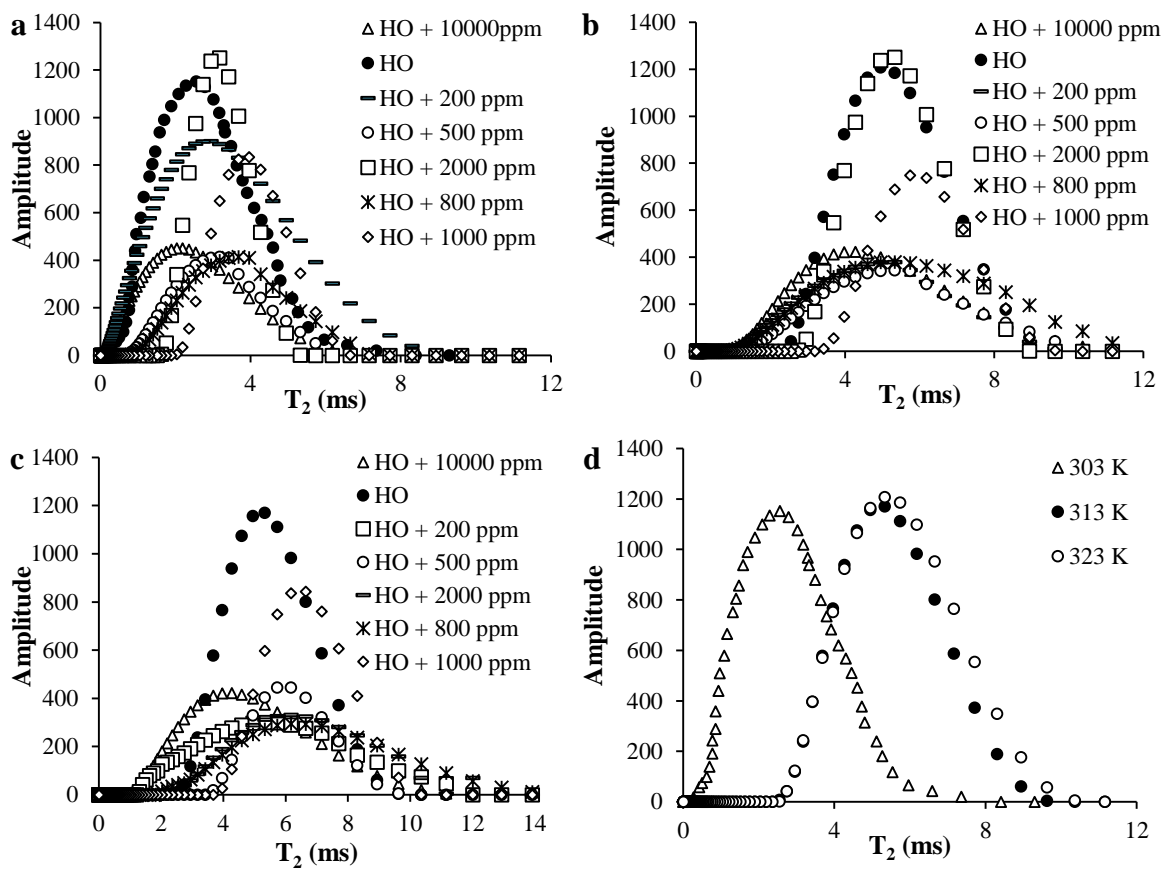 a
1400
1200
1000
800
600
400
200
0
0 4 8 12
Amplitude
T2 (ms)
HO + 10000ppm
HO
HO + 200 ppm
HO + 500 ppm
HO + 2000 ppm
HO + 800 ppm
HO + 1000 ppm
b
1400
1200
1000
800
600
400
200
0
0 4 8 12
Amplitude
T2 (ms)
HO + 10000 ppm
HO
HO + 200 ppm
HO + 500 ppm
HO + 2000 ppm
HO + 800 ppm
HO + 1000 ppm
c
1400
1200
1000
800
600
400
200
0
0 2 4 6 8 10 12 14
Amplitude
T2 (ms)
HO + 10000 ppm
HO
HO + 200 ppm
HO + 500 ppm
HO + 2000 ppm
HO + 800 ppm
HO + 1000 ppm
d
1400
1200
1000
800
600
400
200
0
0 4 8 12
Amplitude
T2 (ms)
303 K
313 K
323 K